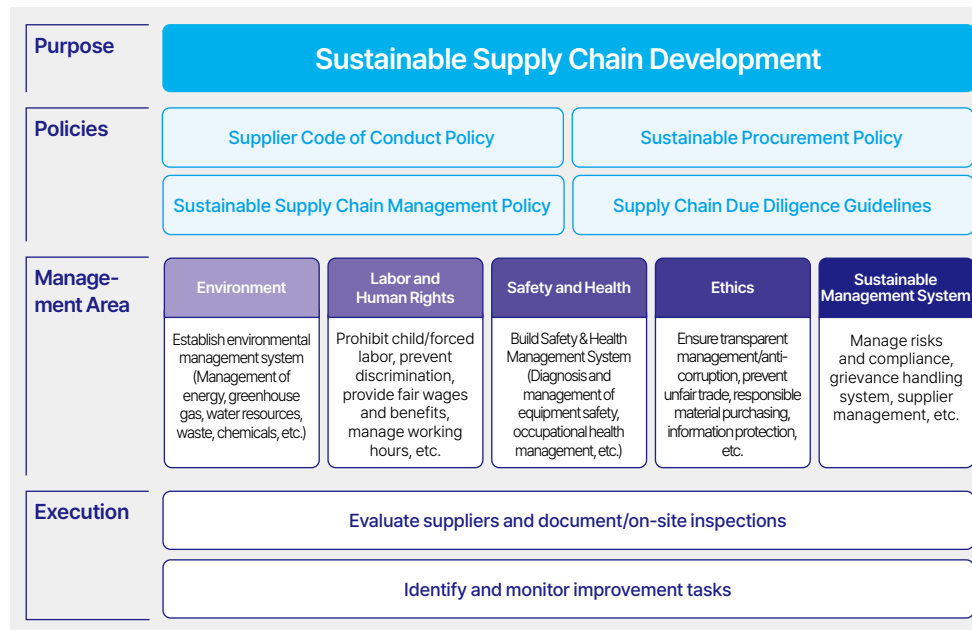 Purpose
Sustainable Supply Chain Development
Policies
Supplier Code of Conduct Policy
Sustainable Procurement Policy
Sustainable Supply Chain Management Policy
Supply Chain Due Diligence Guidelines
Manage-
ment Area
Environment
Establish environmental
management system
(Management of
energy, greenhouse
gas, water resources,
waste, chemicals, etc.)
Labor and
Human Rights
Prohibit child/forced
labor, prevent
discrimination,
provide fair wages
and benefits,
manage working
hours, etc.
Safety and Health
Build Safety & Health
Management System
(Diagnosis and
management of
equipment safety,
occupational health
management, etc.)
Ethics
Ensure transparent
management/anti-
corruption, prevent
unfair trade, responsible
material purchasing,
information protection,
etc.
Sustainable
Management System
Manage risks
and compliance,
grievance handling
system, supplier
management, etc.
Execution
Evaluate suppliers and document/on-site inspections
Identify and monitor improvement tasks